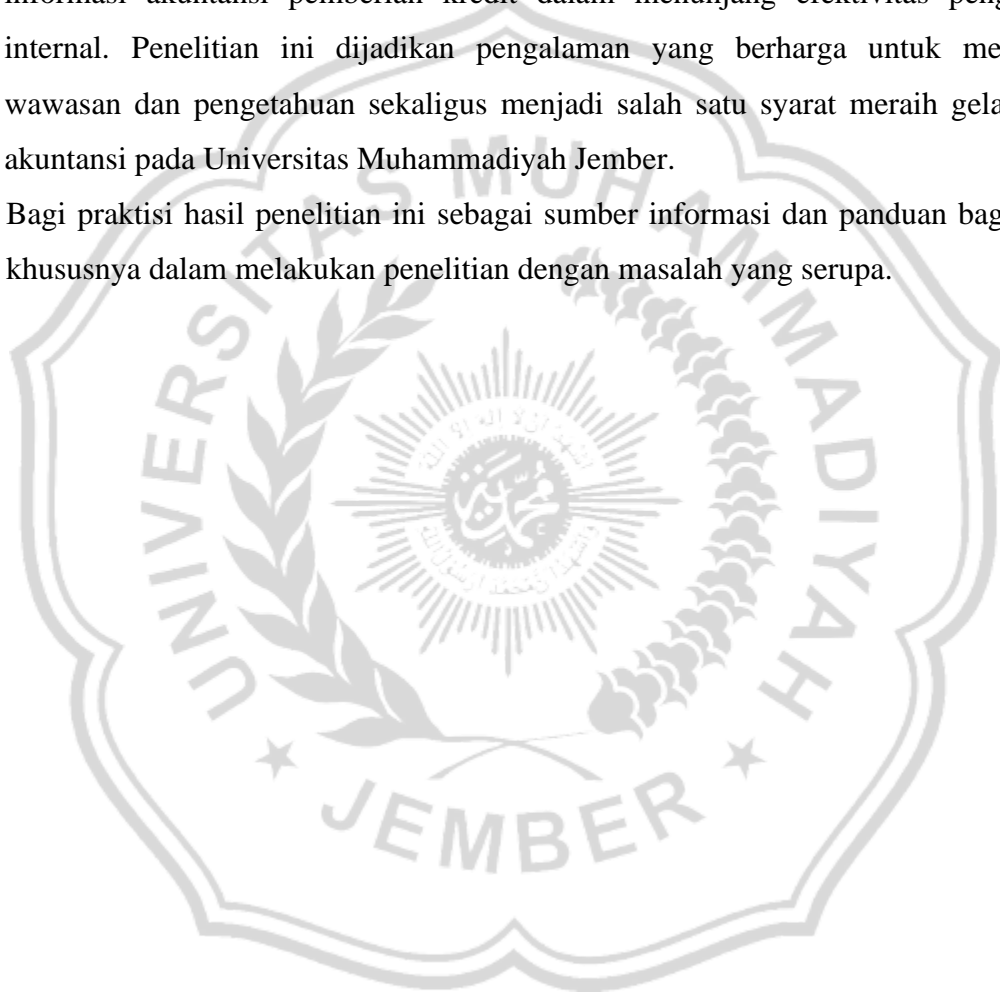 informasi akuntansi pemberian kredit dalam menunjang efektivitas peng
internal. Penelitian ini dijadikan pengalaman yang berharga untuk me
wawasan dan pengetahuan sekaligus menjadi salah satu syarat meraih gela
akuntansi pada Universitas Muhammadiyah Jember.
Bagi praktisi hasil penelitian ini sebagai sumber informasi dan panduan bag
khususnya dalam melakukan penelitian dengan masalah yang serupa.
UNIVERSITAS MUHAMMADIYAH
JEMBER